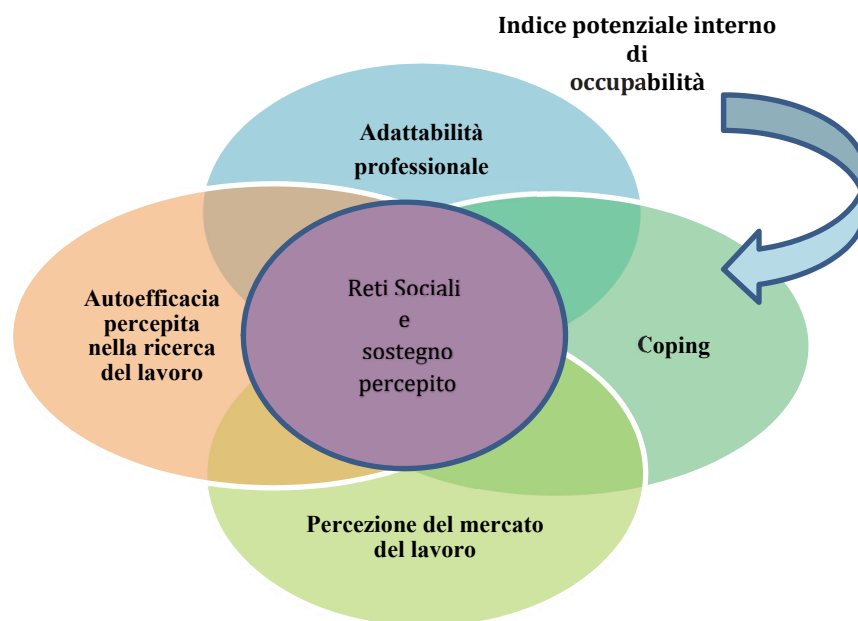 Indice potenziale interno
di
occupabilità
Adattabilità
professionale
Autoefficacia
percepita
nella ricerca
del lavoro
Reti Sociali
e
sostegno
percepito
Coping
Percezione del mercato
del lavoro